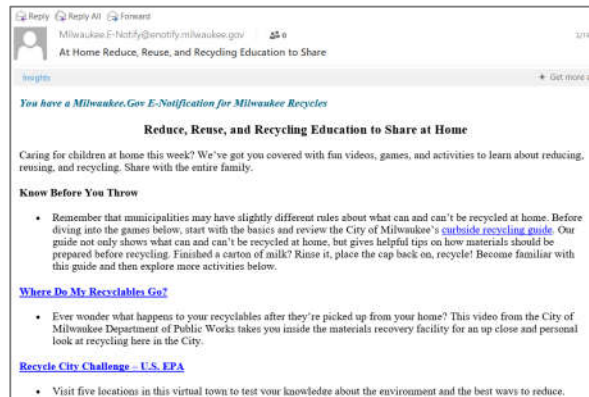 Reply Reply All Forward
Milwaukee.E-Notify@enotify.milwaukee.gov 0
At Home Reduce, Reuse, and Recycling Education to Share
Insights + Get more
You have a Milwaukee.Gov E-Notification for Milwaukee Recycles
Reduce, Reuse, and Recycling Education to Share at Home
Caring for children at home this week? We've got you covered with fun videos, games, and activities to learn about reducing,
reusing, and recycling. Share with the entire family.
Know Before You Throw
• Remember that municipalities may have slightly different rules about what can and can't be recycled at home. Before
diving into the games below, start with the basics and review the City of Milwaukee's curbside recycling guide. Our
guide not only shows what can and can't be recycled at home, but gives helpful tips on how materials should be
prepared before recycling. Finished a carton of milk? Rinse it, place the cap back on, recycle! Become familiar with
this guide and then explore more activities below.
Where Do My Recyclables Go?
• Ever wonder what happens to your recyclables after they're picked up from your home? This video from the City of
Milwaukee Department of Public Works takes you inside the materials recovery facility for an up close and personal
look at recycling here in the City.
Recycle City Challenge – U.S. EPA
• Visit five locations in this virtual town to test your knowledge about the environment and the best ways to reduce,